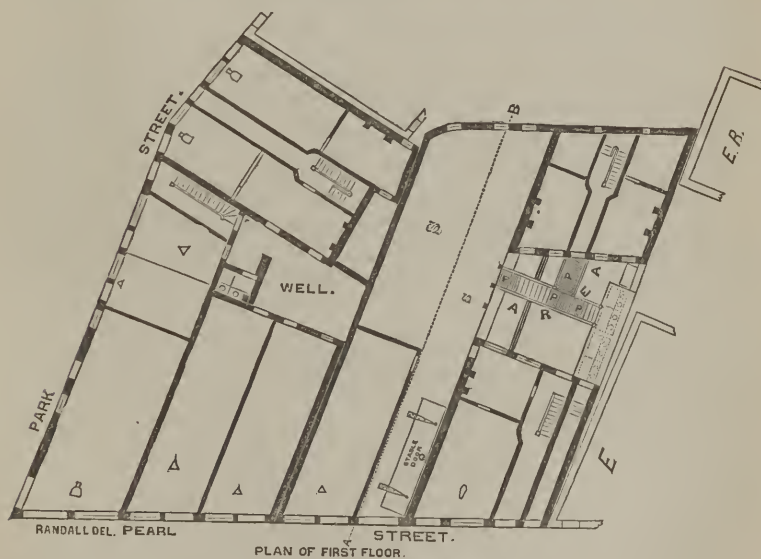 B
E.B.
STREET.
WELL.
A
A
E
P
P
P
A
R
PARK
STABLE
DOOR
E
RANDALL DEL. PEARL STREET.
A
PLAN OF FIRST FLOOR.